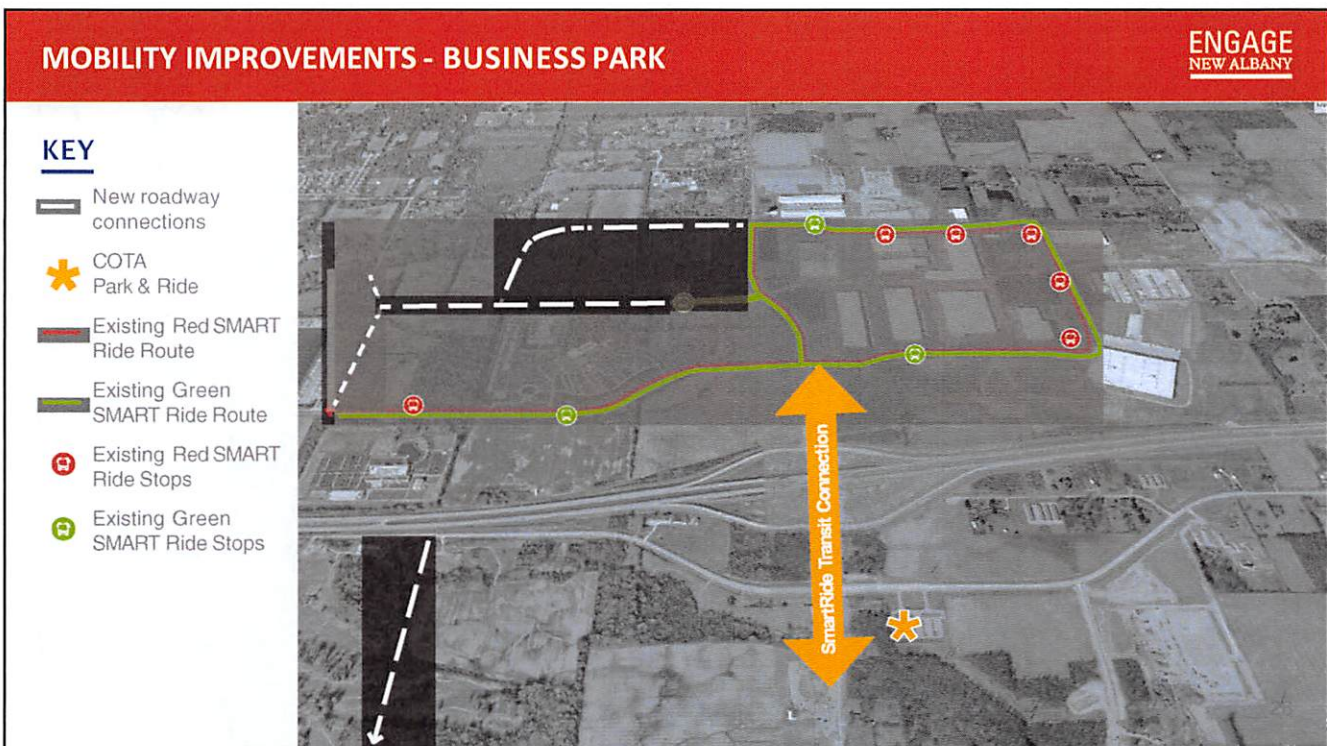 MOBILITY IMPROVEMENTS - BUSINESS PARK
ENGAGE
NEW ALBANY
KEY
New roadway
connections
COTA
Park & Ride
Existing Red SMART
Ride Route
Existing Green
SMART Ride Route
Existing Red SMART
Ride Stops
Existing Green
SMART Ride Stops
SmartRide Transit Connection